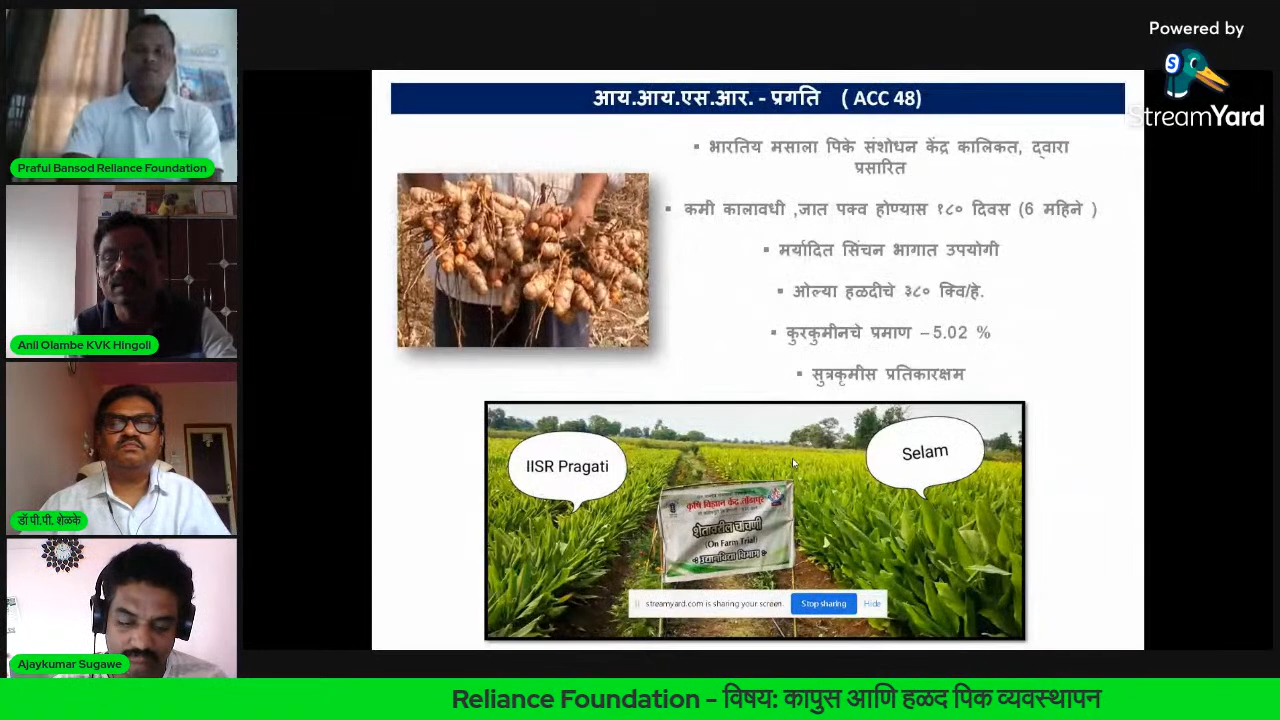 Powered by
StreamYard
Praful Bansod Reliance Foundation
Anil Olambe KVK Hingoli
डॉ पी.पी. शेळके
Ajaykumar Sugawe
आय.आय.एस.आर. - प्रगति ( ACC 48)
▪ भारतिय मसाला पिके संशोधन केंद्र कालिकत, द्वारा
प्रसारित
▪ कमी कालावधी ,जात पक्व होण्यास १८० दिवस (6 महिने )
▪ मर्यादित सिंचन भागात उपयोगी
▪ ओल्या हळदीचे ३८० क्विं/हे.
▪ कुरकुमीनचे प्रमाण – 5.02 %
▪ सुत्रकृमीस प्रतिकारक्षम
IISR Pragati
Selam
कृषि विज्ञान केंद्र तोंडापूर
शेतावरील चाचणी
(On Farm Trial)
उद्यानविद्या विभाग
streamyard.com is sharing your screen.
Stop sharing
Hide
Reliance Foundation - विषय: कापुस आणि हळद पिक व्यवस्थापन